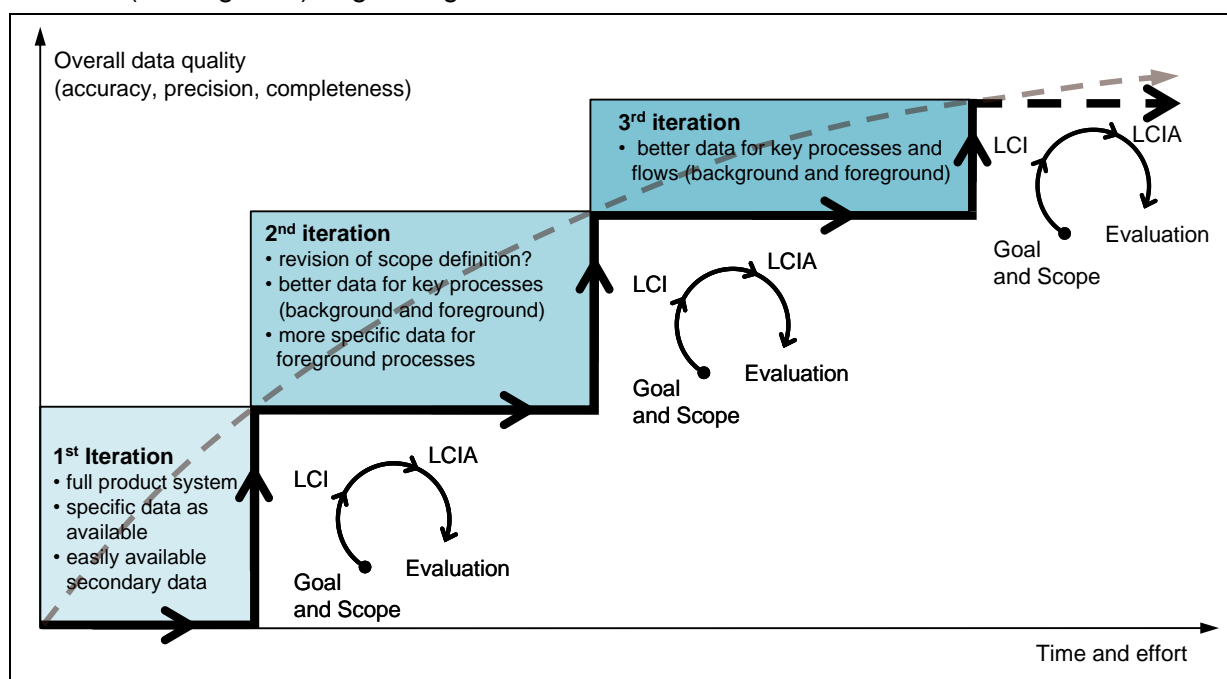 Overall data quality
(accuracy, precision, completeness)
3rd iteration
• better data for key processes and
flows (background and foreground)
LCI
LCIA
Goal
and Scope
Evaluation
2nd iteration
• revision of scope definition?
• better data for key processes
(background and foreground)
• more specific data for
foreground processes
LCI
LCIA
Goal
and Scope
Evaluation
1st Iteration
• full product system
• specific data as
available
• easily available
secondary data
LCI
LCIA
Goal
and Scope
Evaluation
Time and effort